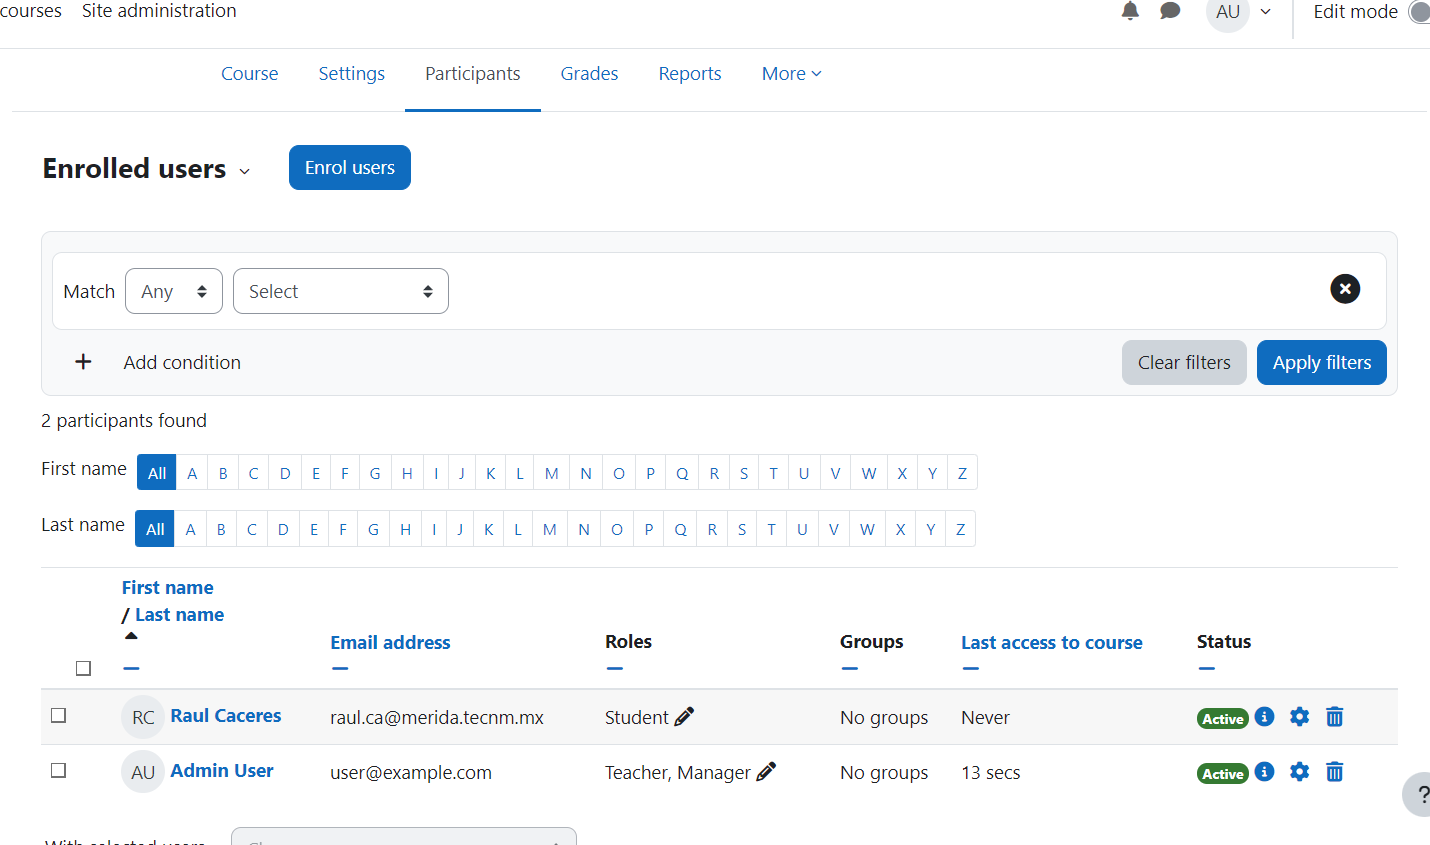 courses Site administration AU Edit mode
Course Settings Participants Grades Reports More
Enrolled users Enrol users
Match Any Select
Add condition Clear filters Apply filters
2 participants found
First name All A B C D E F G H I J K L M N O P Q R S T U V W X Y Z
Last name All A B C D E F G H I J K L M N O P Q R S T U V W X Y Z
First name
/ Last name
Email address Roles Groups Last access to course Status
RC Raul Caceres raul.ca@merida.tecnm.mx Student No groups Never Active
AU Admin User user@example.com Teacher, Manager No groups 13 secs Active
?
With selected users